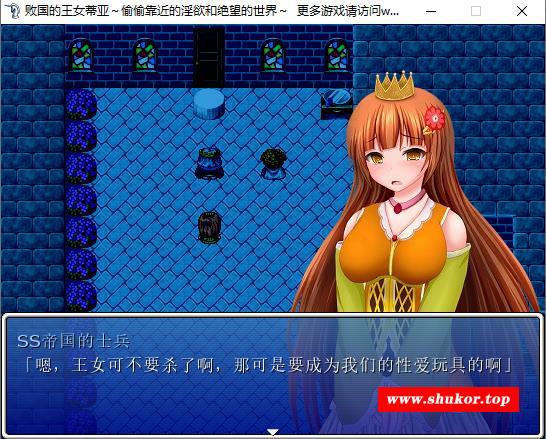 败国的王女蒂亚～偷偷靠近的淫欲和绝望的世界～ 更多游戏请访问w...
SS帝国的士兵
「嗯，王女可不要杀了啊，那可是要成为我们的性爱玩具的啊」
www.shukor.top